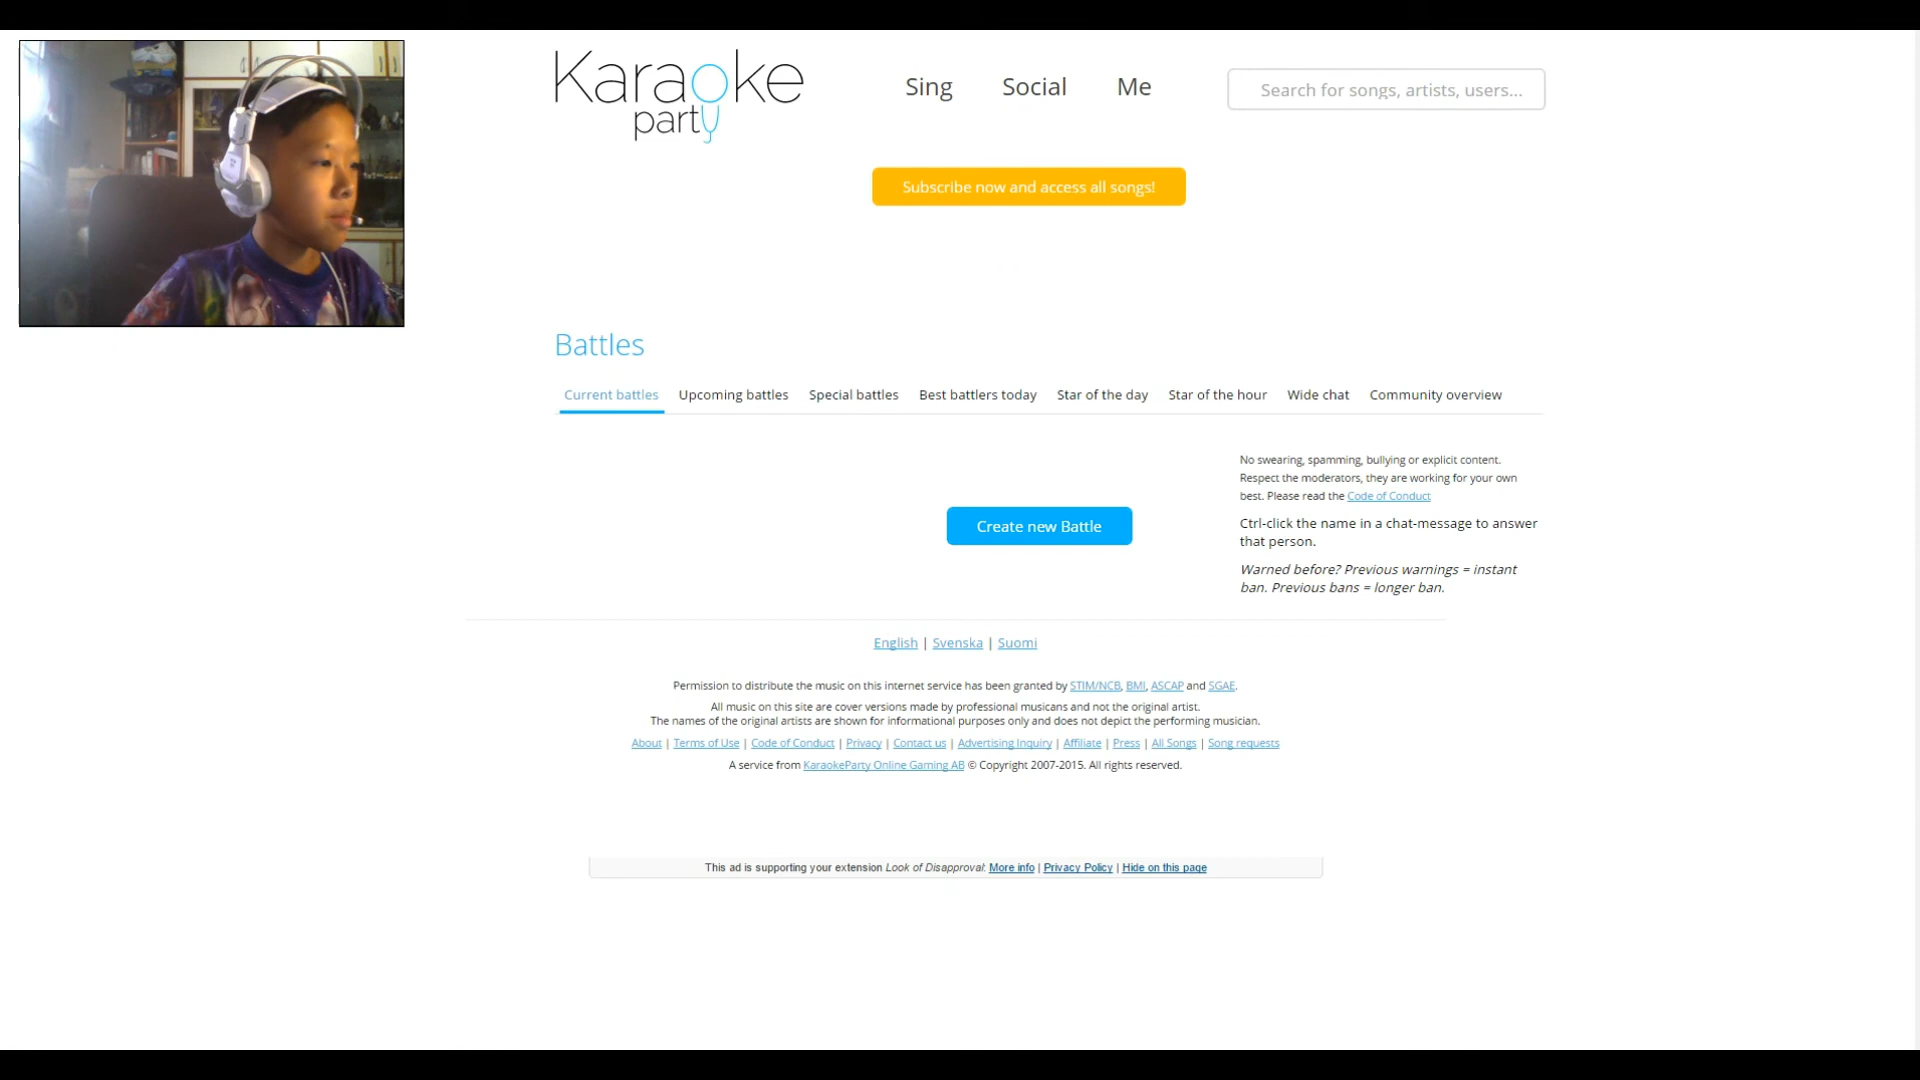 Karaoke
party
Sing Social Me
Search for songs, artists, users...
Subscribe now and access all songs!
Battles
Current battles Upcoming battles Special battles Best battlers today Star of the day Star of the hour Wide chat Community overview
No swearing, spamming, bullying or explicit content.
Respect the moderators, they are working for your own
best. Please read the Code of Conduct
Create new Battle
Ctrl-click the name in a chat-message to answer
that person.
Warned before? Previous warnings = instant
ban. Previous bans = longer ban.
English | Svenska | Suomi
Permission to distribute the music on this internet service has been granted by STIM/NCB, BMI, ASCAP and SGAE.
All music on this site are cover versions made by professional musicans and not the original artist.
The names of the original artists are shown for informational purposes only and does not depict the performing musician.
About | Terms of Use | Code of Conduct | Privacy | Contact us | Advertising Inquiry | Affiliate | Press | All Songs | Song requests
A service from KaraokeParty Online Gaming AB © Copyright 2007-2015. All rights reserved.
This ad is supporting your extension Look of Disapproval: More info | Privacy Policy | Hide on this page